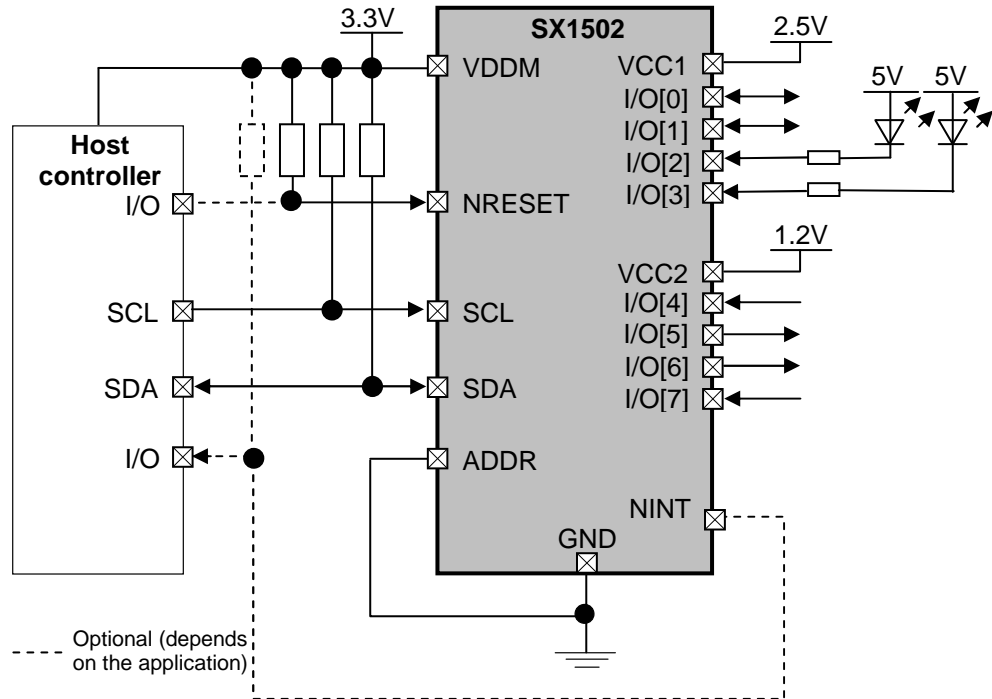 3.3V
SX1502
2.5V
VDDM
VCC1
5V
5V
I/O[0]
I/O[1]
I/O[2]
I/O[3]
Host
controller
I/O
NRESET
1.2V
VCC2
I/O[4]
I/O[5]
I/O[6]
I/O[7]
SCL
SCL
SDA
SDA
I/O
ADDR
NINT
GND
Optional (depends
on the application)